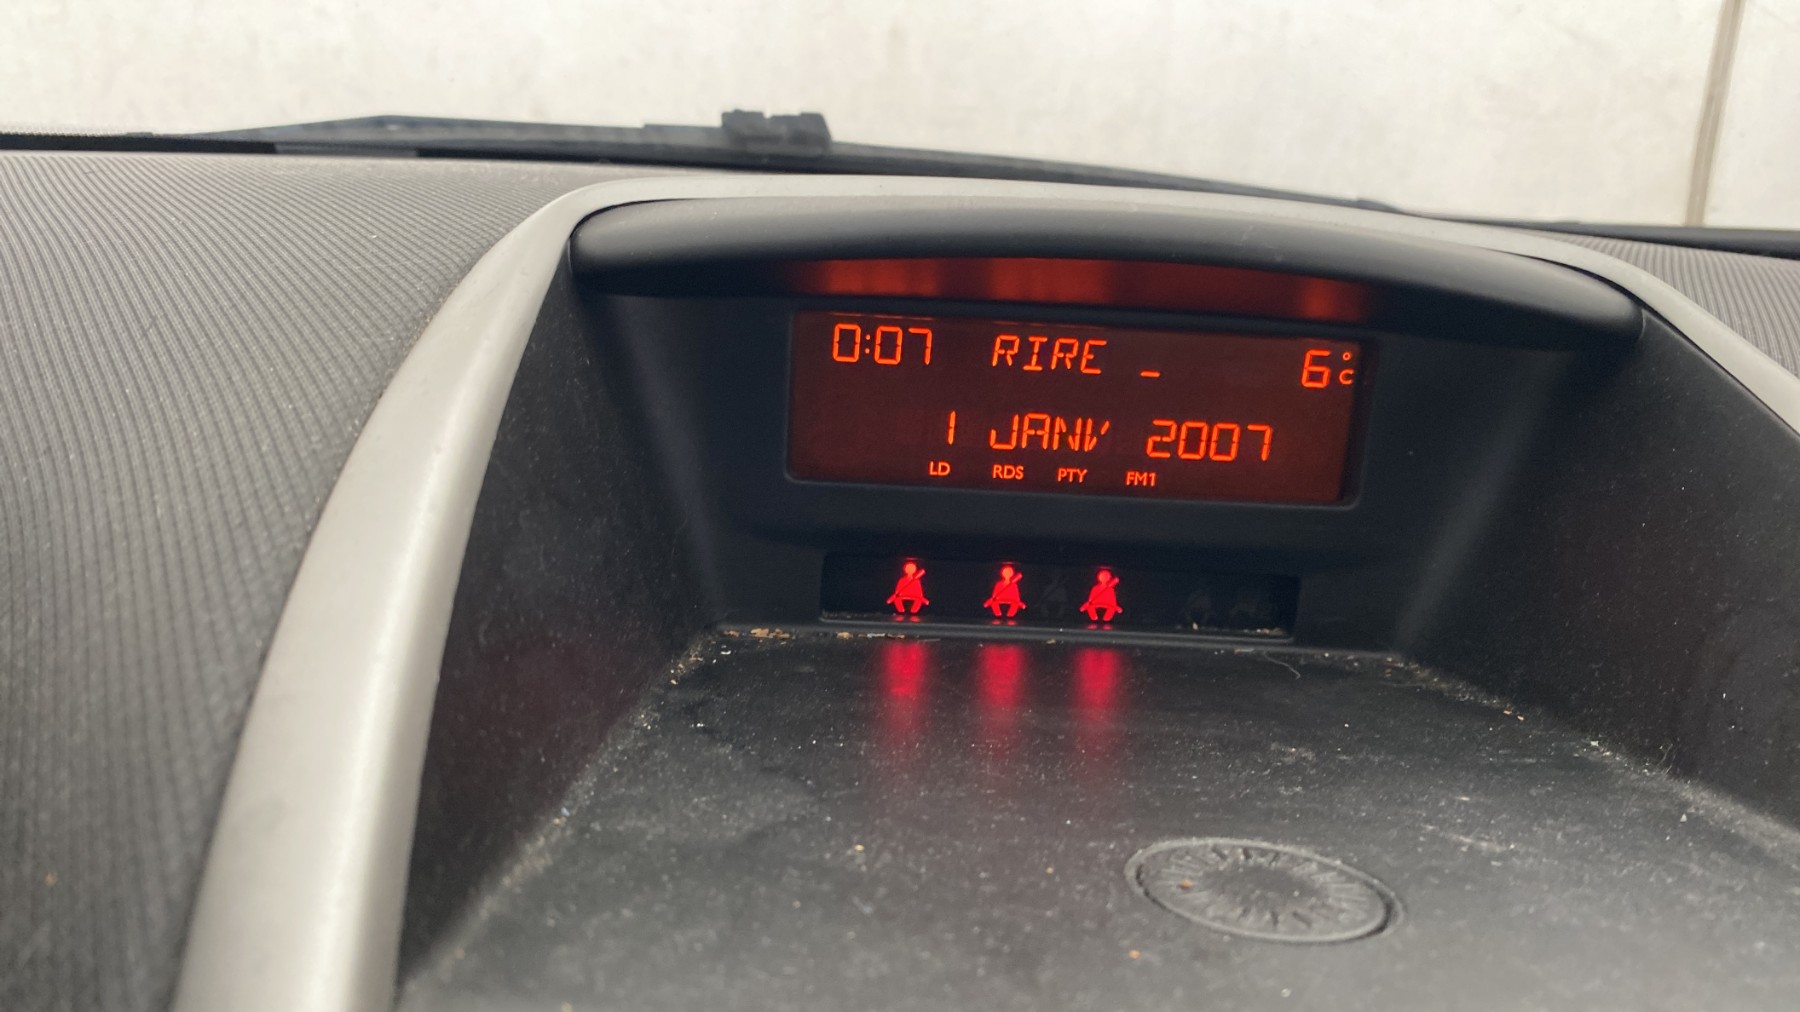 0:07 RIRE _ 6°C
1 JANV 2007
LD RDS PTY FM1